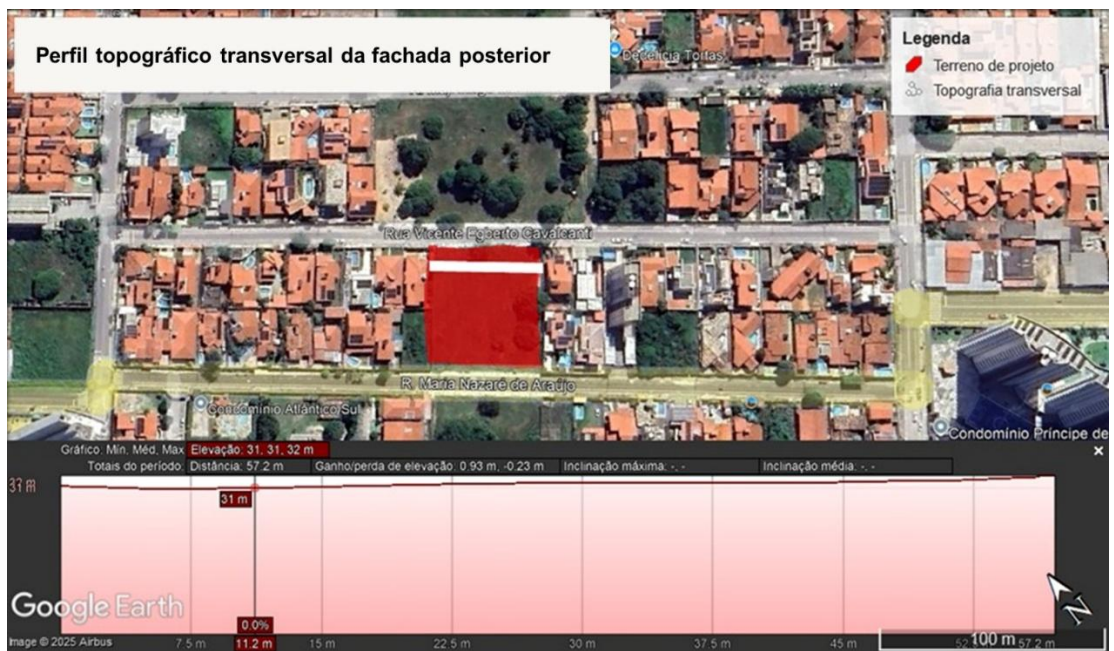 Perfil topográfico transversal da fachada posterior
Legenda
Terreno de projeto
Topografia transversal
Delicia Tortas
Rua Vicente Egberto Cavalcanti
R. Maria Nazaré de Araújo
Condomínio Atlântico Sul
Condomínio Príncipe de
Gráfico: Mín, Méd, Max Elevação: 31, 31, 32 m
Totais do período: Distância: 57.2 m Ganho/perda de elevação: 0.93 m, -0.23 m Inclinação máxima: -, - Inclinação média: -, -
31 m
31 m
Google Earth
0.0%
Image © 2025 Airbus
7.5 m 11.2 m 15 m 22.5 m 30 m 37.5 m 45 m 57.2 m
100 m
N